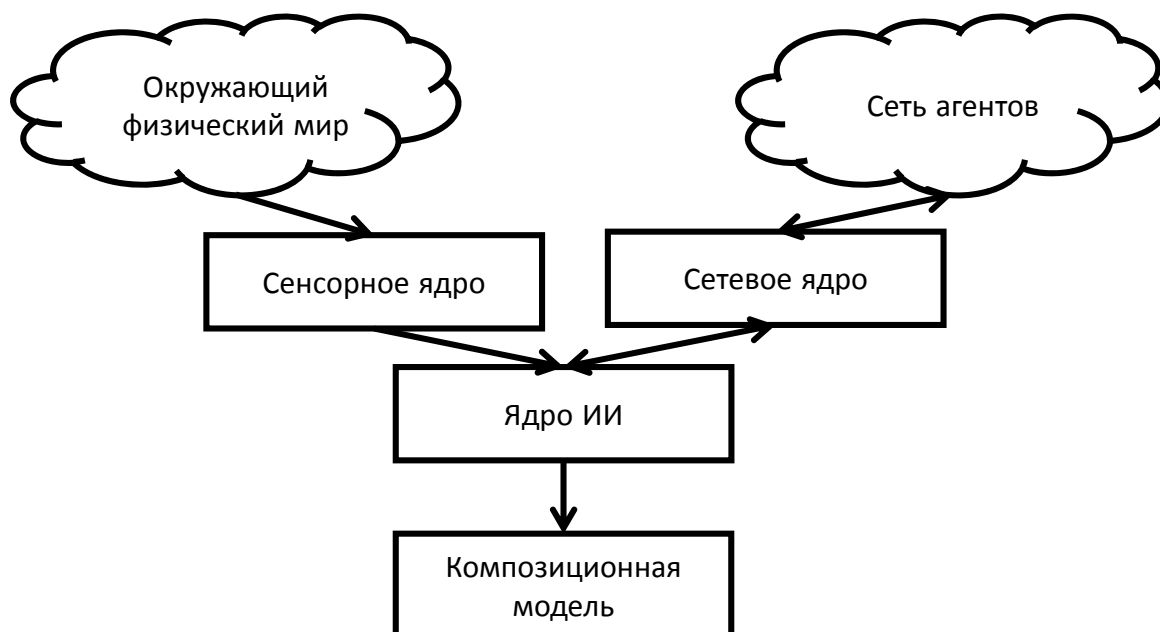 Окружающий
физический мир
Сеть агентов
Сенсорное ядро
Сетевое ядро
Ядро ИИ
Композиционная
модель